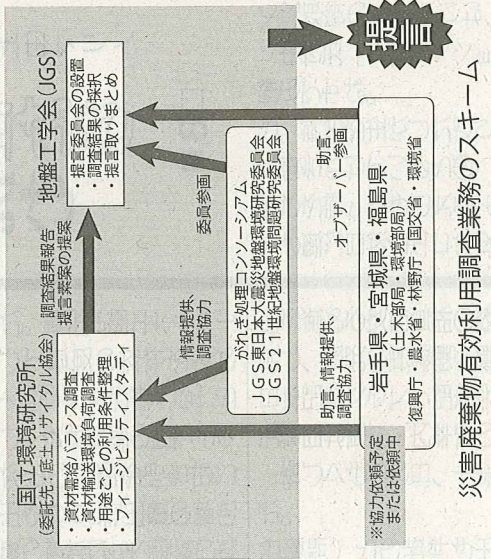 国立環境研究所
(委託先：底土リサイクル協会)
・資材需給バランス調査
・資材輸送環境負荷調査
・用途ごとの利用条件整理
・フィージビリティスタディ
調査結果報告
提言素案の提案
地盤工学会(JGS)
・提言委員会の設置
・調査結果の採択
・提言取りまとめ
提言
情報提供、
調査協力
委員参画
がれき処理コンソーシアム
JGS東日本大震災地盤環境研究委員会
JGS21世紀地盤環境問題研究委員会
助言、情報提供、
調査協力
助言、
オブザーバー参画
※協力依頼予定
または依頼中
岩手県・宮城県・福島県
(土木部局・環境部局)
復興庁・農水省・林野庁・国交省・環境省
災害廃棄物有効利用調査業務のスキーム